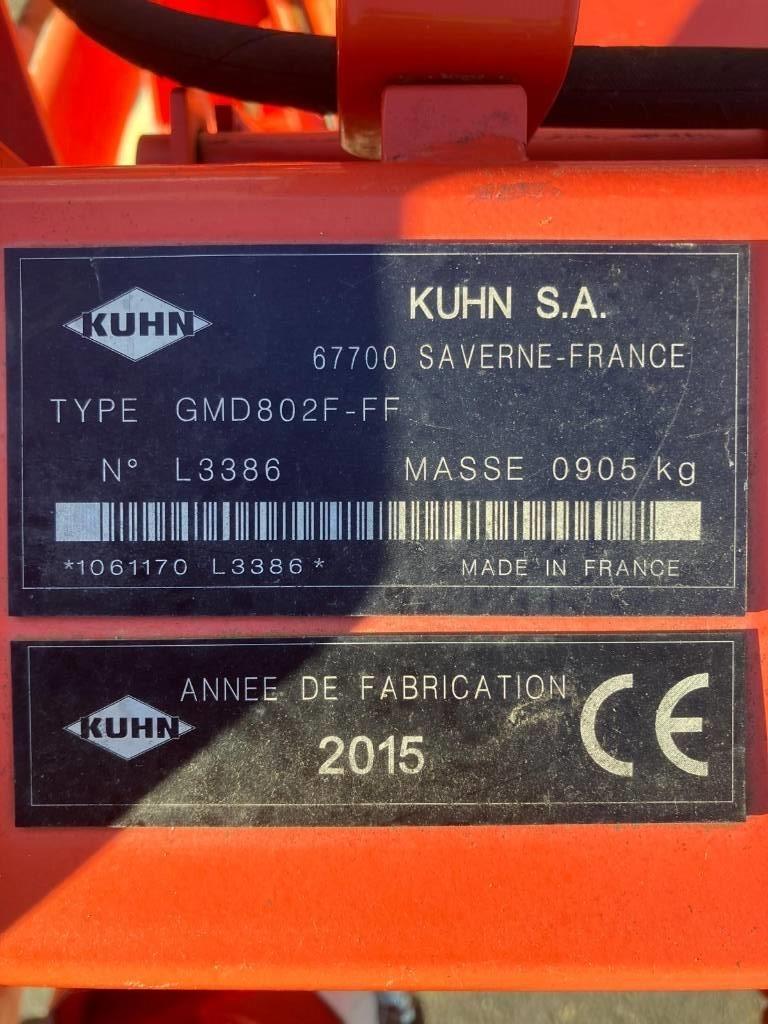 KUHN
KUHN S.A.
67700 SAVERNE-FRANCE
TYPE GMD802F-FF
N° L3386 MASSE 0905 kg
*1061170 L3386* MADE IN FRANCE
KUHN
ANNEE DE FABRICATION
2015
CE